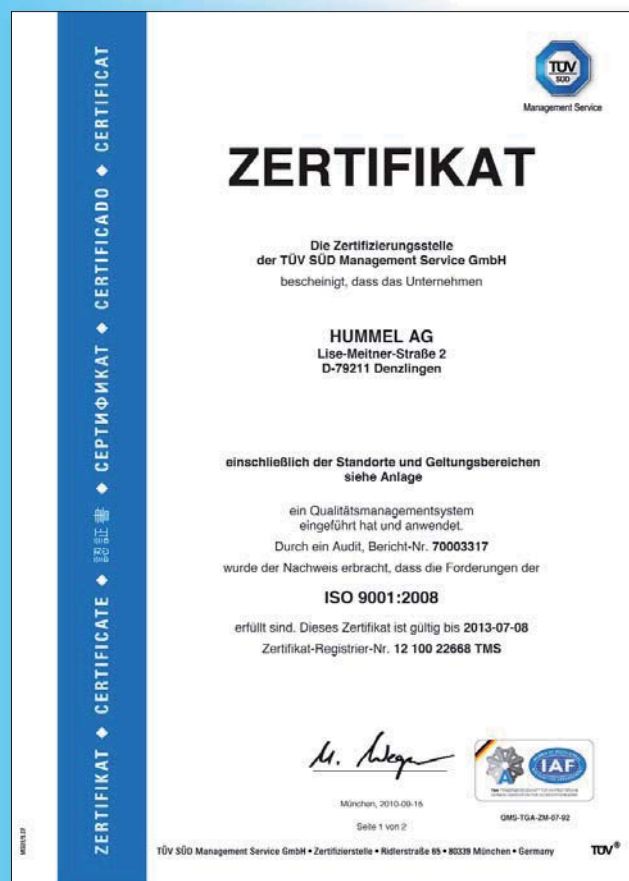 TÜV
SÜD
Management Service
ZERTIFIKAT
Die Zertifizierungsstelle
der TÜV SÜD Management Service GmbH
bescheinigt, dass das Unternehmen
HUMMEL AG
Lise-Meitner-Straße 2
D-79211 Denzlingen
einschließlich der Standorte und Geltungsbereichen
siehe Anlage
ein Qualitätsmanagementsystem
eingeführt hat und anwendet.
Durch ein Audit, Bericht-Nr. 70003317
wurde der Nachweis erbracht, dass die Forderungen der
ISO 9001:2008
erfüllt sind. Dieses Zertifikat ist gültig bis 2013-07-08
Zertifikat-Registrier-Nr. 12 100 22668 TMS
München, 2010-09-16
Seite 1 von 2
IAF
QMS-TGA-ZM-07-92
TÜV SÜD Management Service GmbH • Zertifizierstelle • Ridlerstraße 65 • 80339 München • Germany
TÜV®
ZERTIFIKAT ◆ CERTIFICATE ◆ 認証書 ◆ СЕРТИФИКАТ ◆ CERTIFICADO ◆ CERTIFICAT